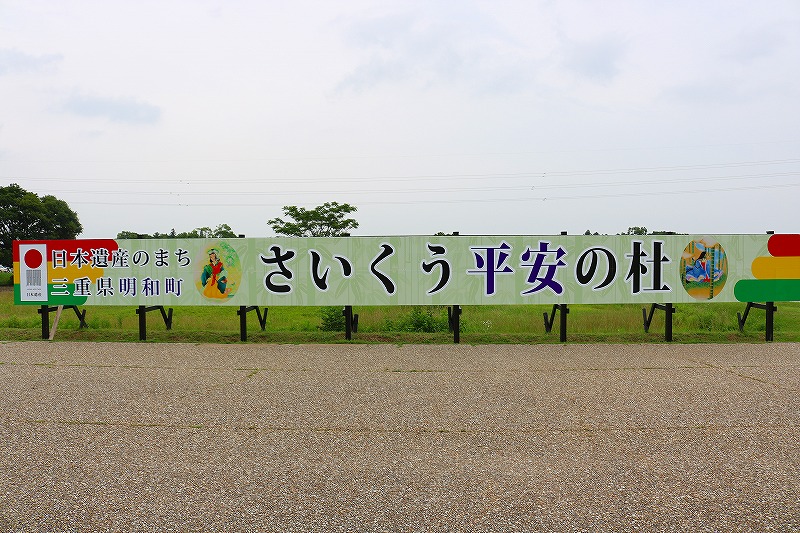 日本遺産のまち
三重県明和町
さいくう平安の杜